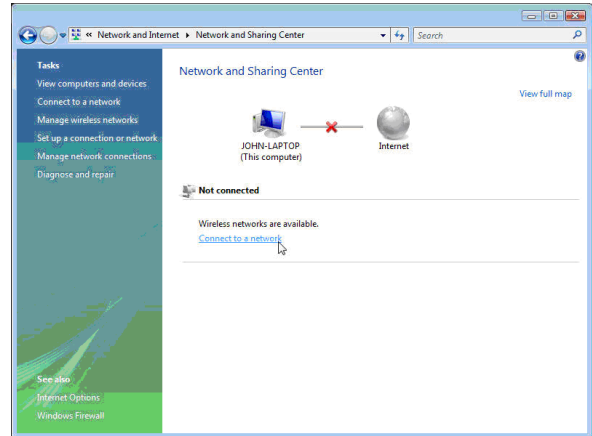 « Network and Internet ▸ Network and Sharing Center
Search
Tasks
View computers and devices
Connect to a network
Manage wireless networks
Set up a connection or network
Manage network connections
Diagnose and repair
See also
Internet Options
Windows Firewall
Network and Sharing Center
View full map
JOHN-LAPTOP
(This computer)
Internet
Not connected
Wireless networks are available.
Connect to a network